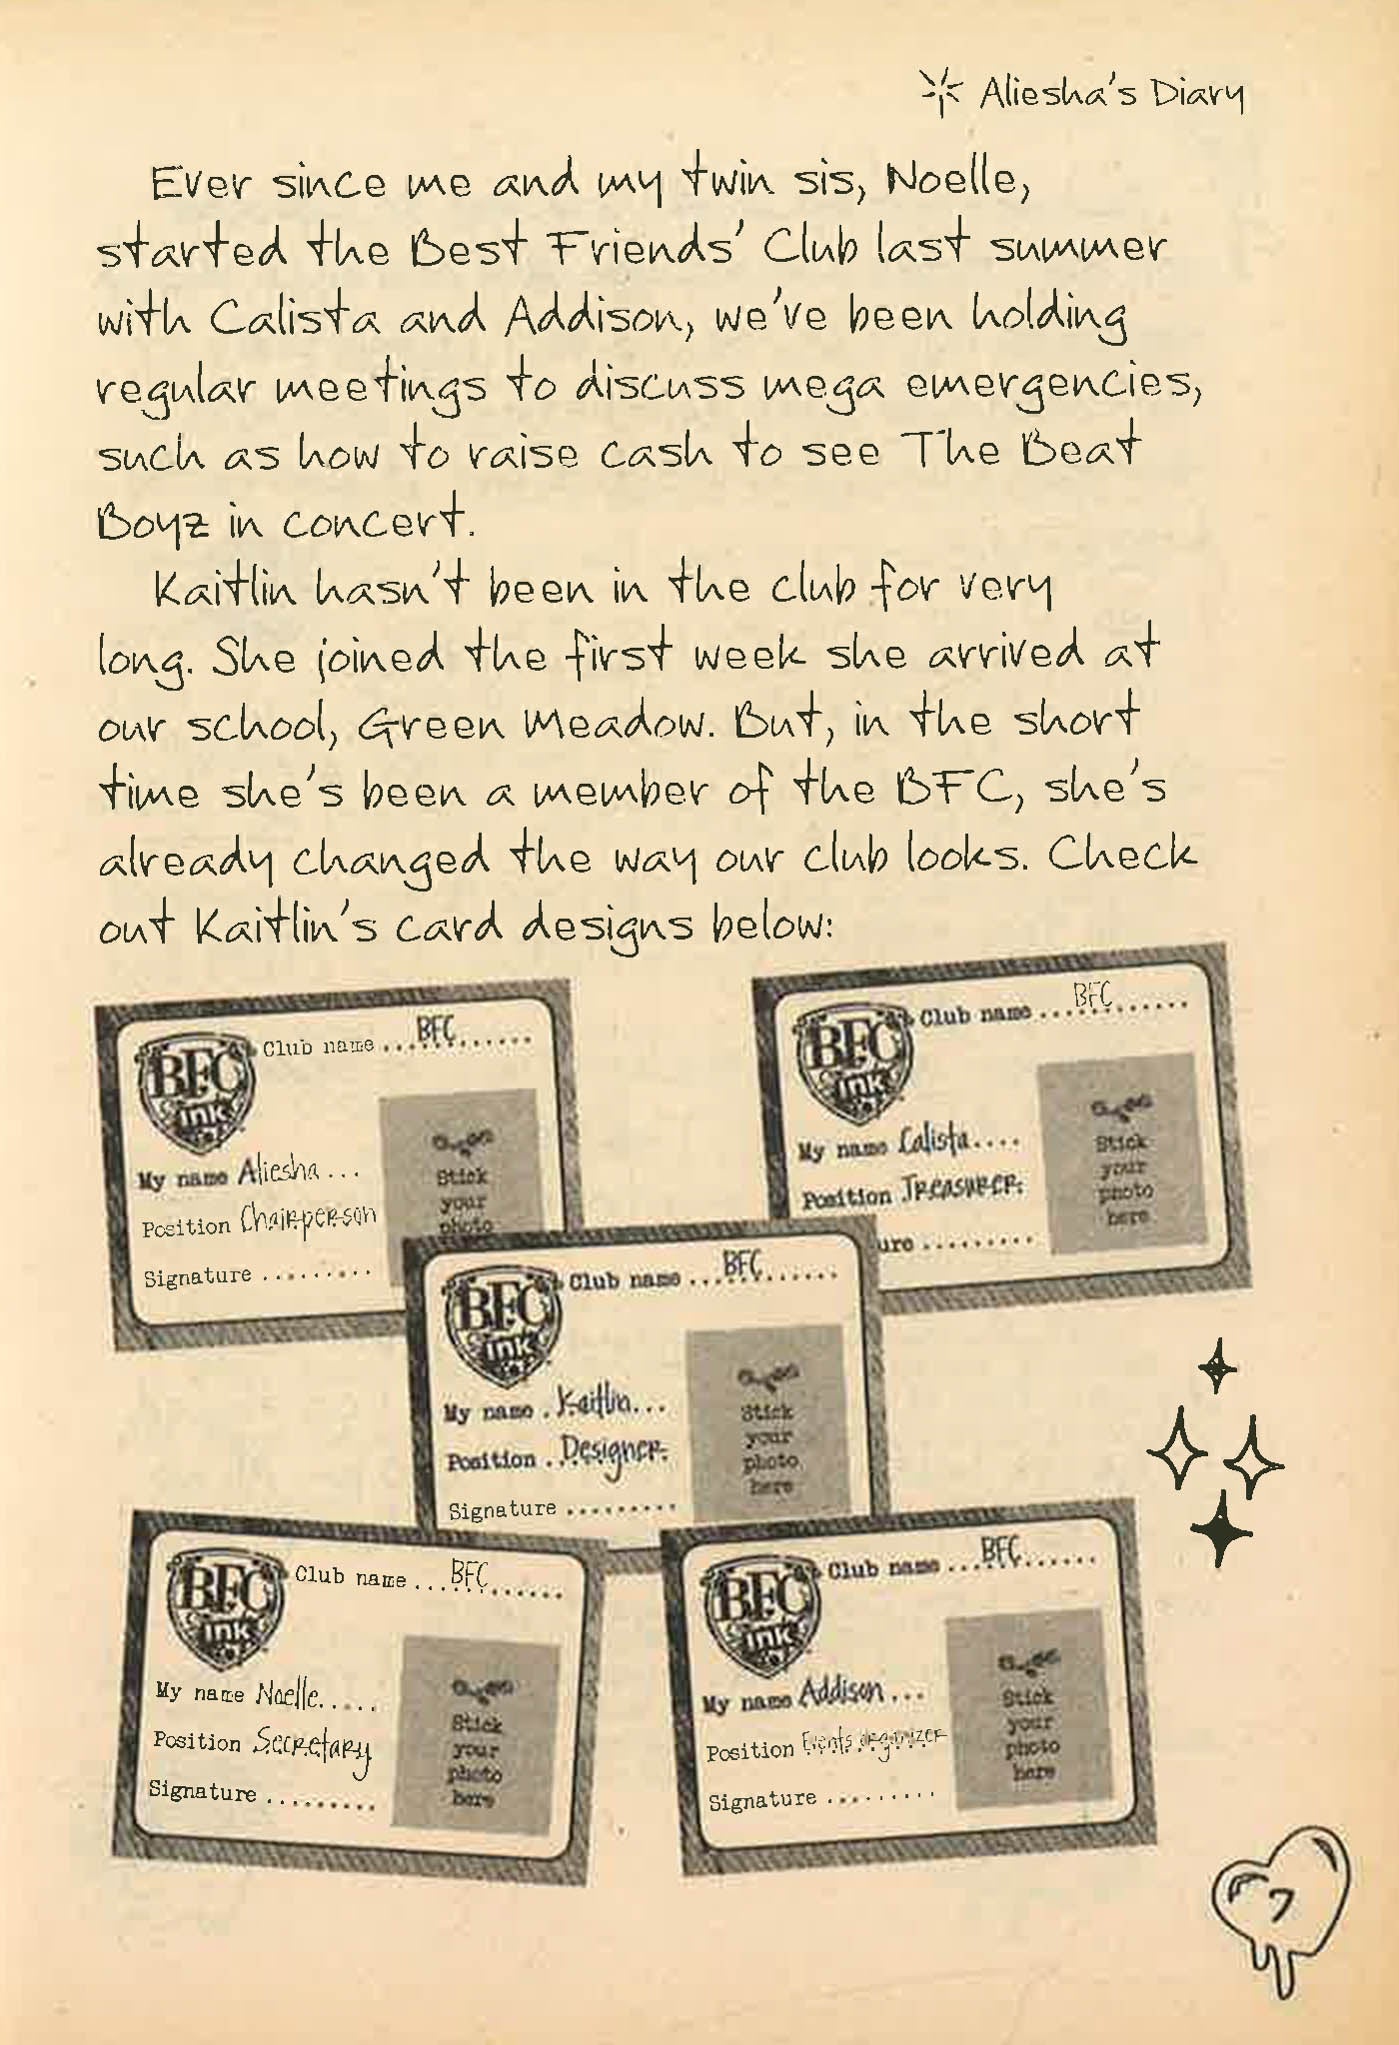 Aliesha's Diary
Ever since me and my twin sis, Noelle,
started the Best Friends' Club last summer
with Calista and Addison, we've been holding
regular meetings to discuss mega emergencies,
such as how to raise cash to see The Beat
Boyz in concert.
Kaitlin hasn't been in the club for very
long. She joined the first week she arrived at
our school, Green Meadow. But, in the short
time she's been a member of the BFC, she's
already changed the way our club looks. Check
out Kaitlin's card designs below:
BFC
ink
Club name ... BFC ......
My name Aliesha ...
Position Chairperson
Signature .........
Stick
your
photo
BFC
ink
Club name ... BFC ......
My name Calista ....
Position Treasurer.
ure .........
Stick
your
photo
here
BFC
ink
Club name ... BFC ......
My name . Kaitlin ...
Position .. Designer.
Signature .........
Stick
your
photo
here
BFC
ink
Club name ... BFC ......
My name Noelle .....
Position Secretary
Signature .........
Stick
your
photo
here
BFC
ink
Club name ... BFC ......
My name Addison ...
Position Events organizer
Signature .........
Stick
your
photo
here
7